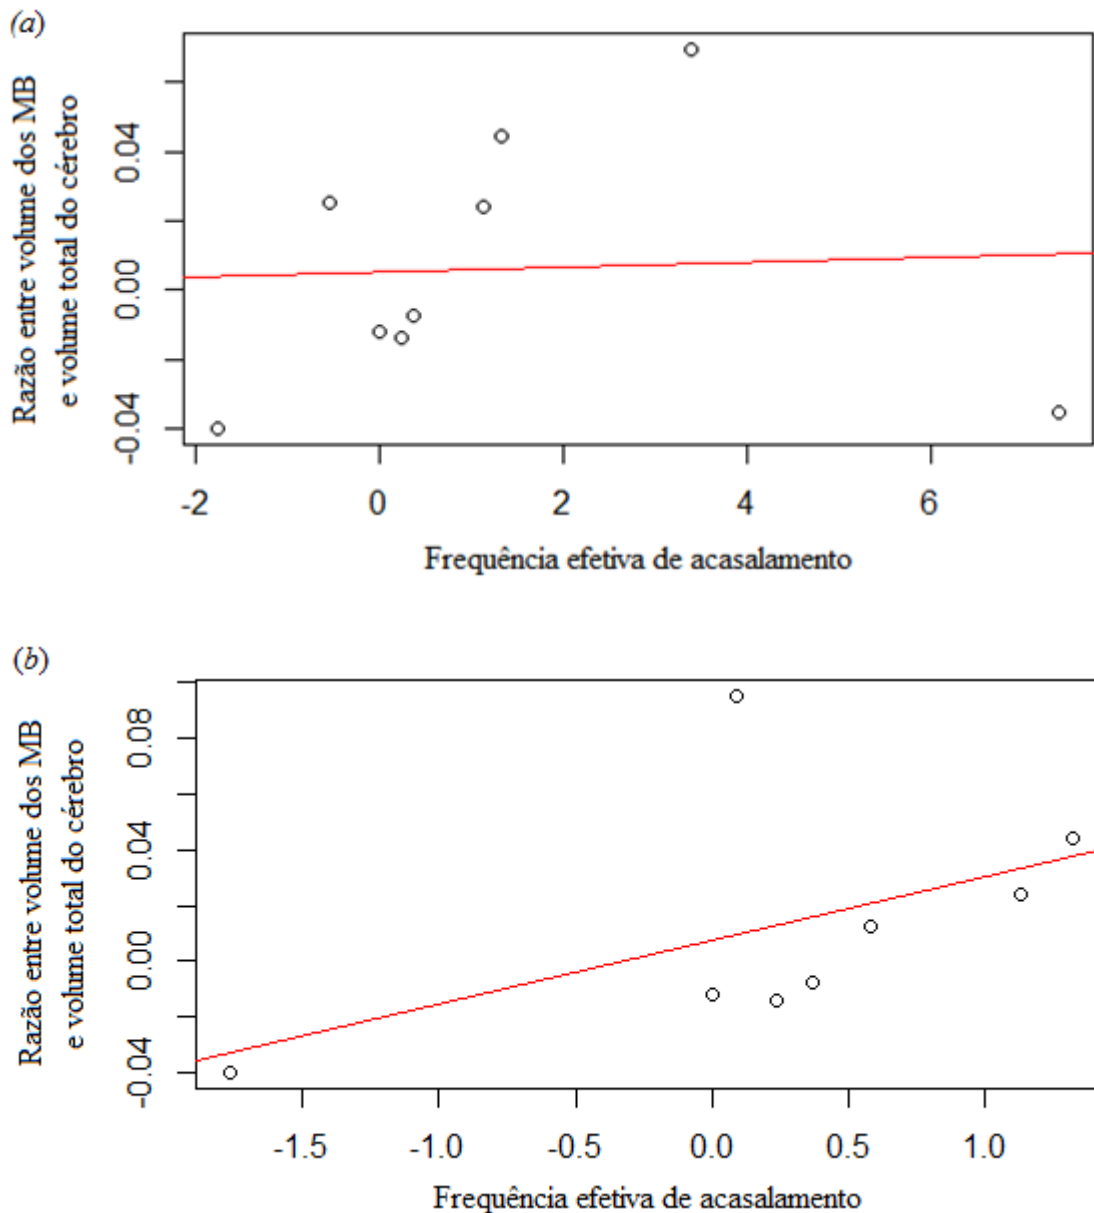 (a)
Razão entre volume dos MB
e volume total do cérebro
0.04
0.00
-0.04
-2
0
2
4
6
Frequência efetiva de acasalamento
(b)
Razão entre volume dos MB
e volume total do cérebro
0.08
0.04
0.00
-0.04
-1.5
-1.0
-0.5
0.0
0.5
1.0
Frequência efetiva de acasalamento